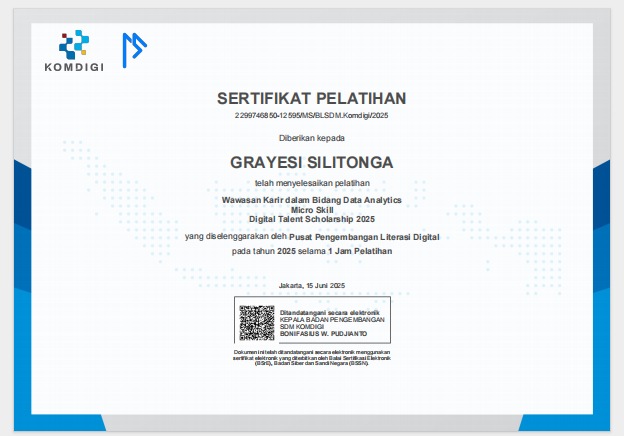 KOMDIGI
SERTIFIKAT PELATIHAN
2299746850-12595/MS/BLSDM.Komdigi/2025
Diberikan kepada
GRAYESI SILITONGA
telah menyelesaikan pelatihan
Wawasan Karir dalam Bidang Data Analytics
Micro Skill
Digital Talent Scholarship 2025
yang diselenggarakan oleh Pusat Pengembangan Literasi Digital
pada tahun 2025 selama 1 Jam Pelatihan
Jakarta, 15 Juni 2025
Ditandatangani secara elektronik
KEPALA BADAN PENGEMBANGAN
SDM KOMDIGI
BONIFASIUS W. PUDJIANTO
Dokumen ini telah ditandatangani secara elektronik menggunakan
sertifikat elektronik yang diterbitkan oleh Balai Sertifikasi Elektronik
(BSrE), Badan Siber dan Sandi Negara (BSSN).